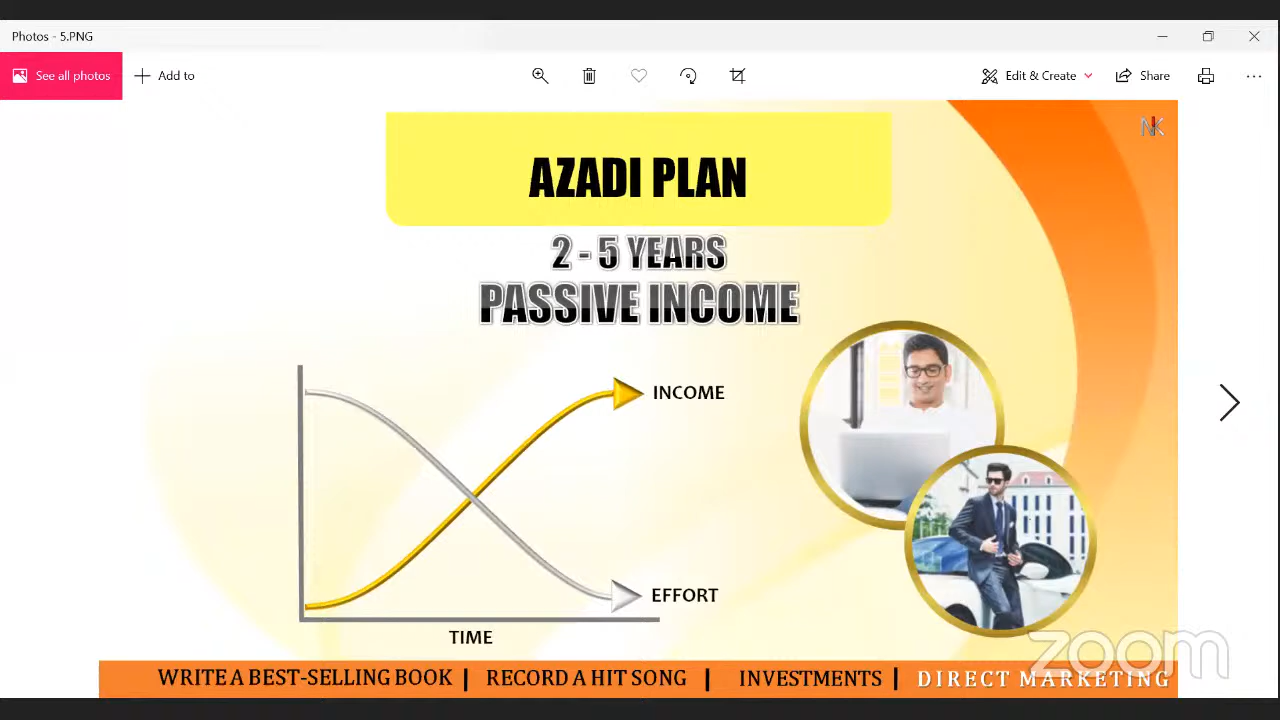 Photos - 5.PNG
See all photos
Add to
Edit & Create
Share
NK
AZADI PLAN
2 - 5 YEARS
PASSIVE INCOME
INCOME
EFFORT
TIME
zoom
WRITE A BEST-SELLING BOOK | RECORD A HIT SONG | INVESTMENTS | DIRECT MARKETING